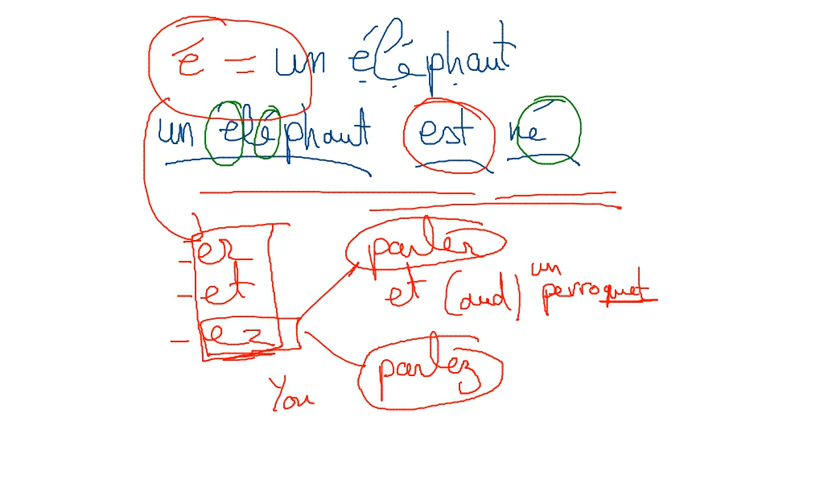 é = un éléphant
un éléphant est né
- er parler
- et et (and) un perroquet
- ez parlez
You